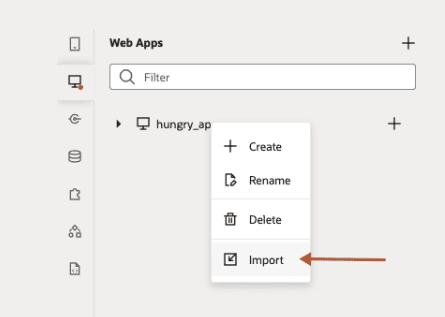 Web Apps
Filter
hungry_ap
Create
Rename
Delete
Import